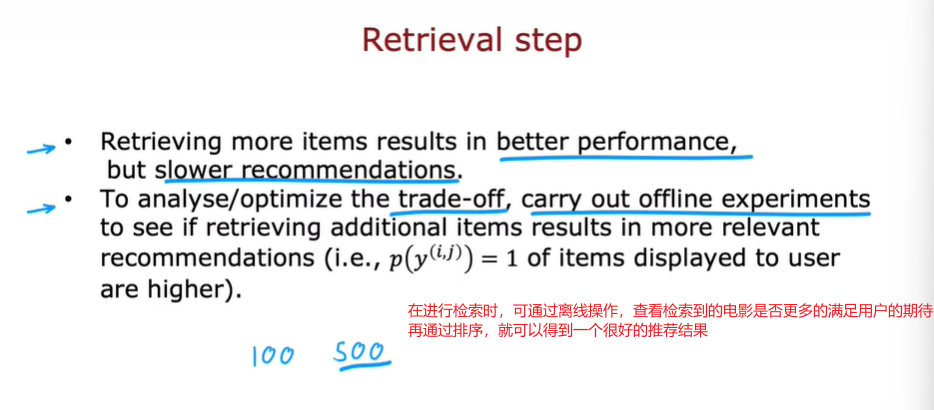 Retrieval step
• Retrieving more items results in better performance,
but slower recommendations.
• To analyse/optimize the trade-off, carry out offline experiments
to see if retrieving additional items results in more relevant
recommendations (i.e., p(y^(i,j)) = 1 of items displayed to user
are higher).
在进行检索时，可通过离线操作，查看检索到的电影是否更多的满足用户的期待
再通过排序，就可以得到一个很好的推荐结果
100 500